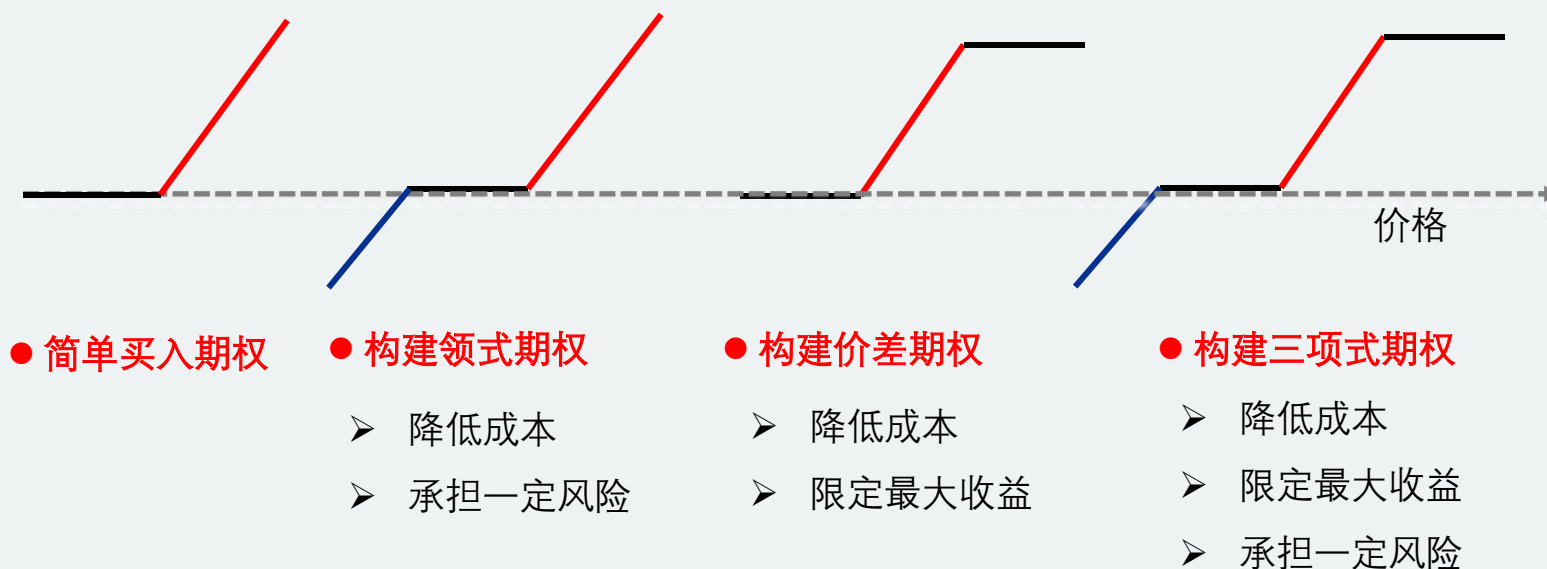 价格
● 简单买入期权
● 构建领式期权
➢ 降低成本
➢ 承担一定风险
● 构建价差期权
➢ 降低成本
➢ 限定最大收益
● 构建三项式期权
➢ 降低成本
➢ 限定最大收益
➢ 承担一定风险